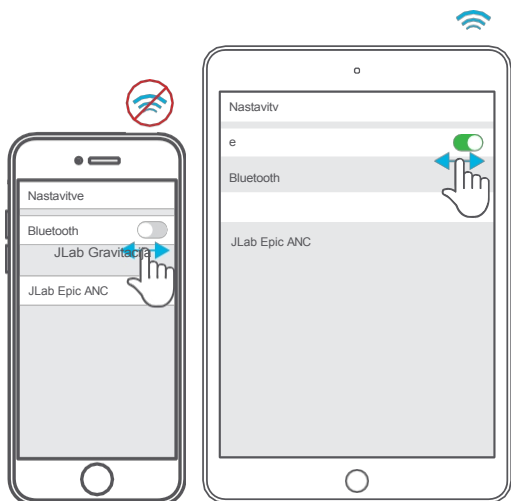 Nastavitve
Bluetooth
JLab Gravitacija
JLab Epic ANC
Nastavitv
e
Bluetooth
JLab Epic ANC